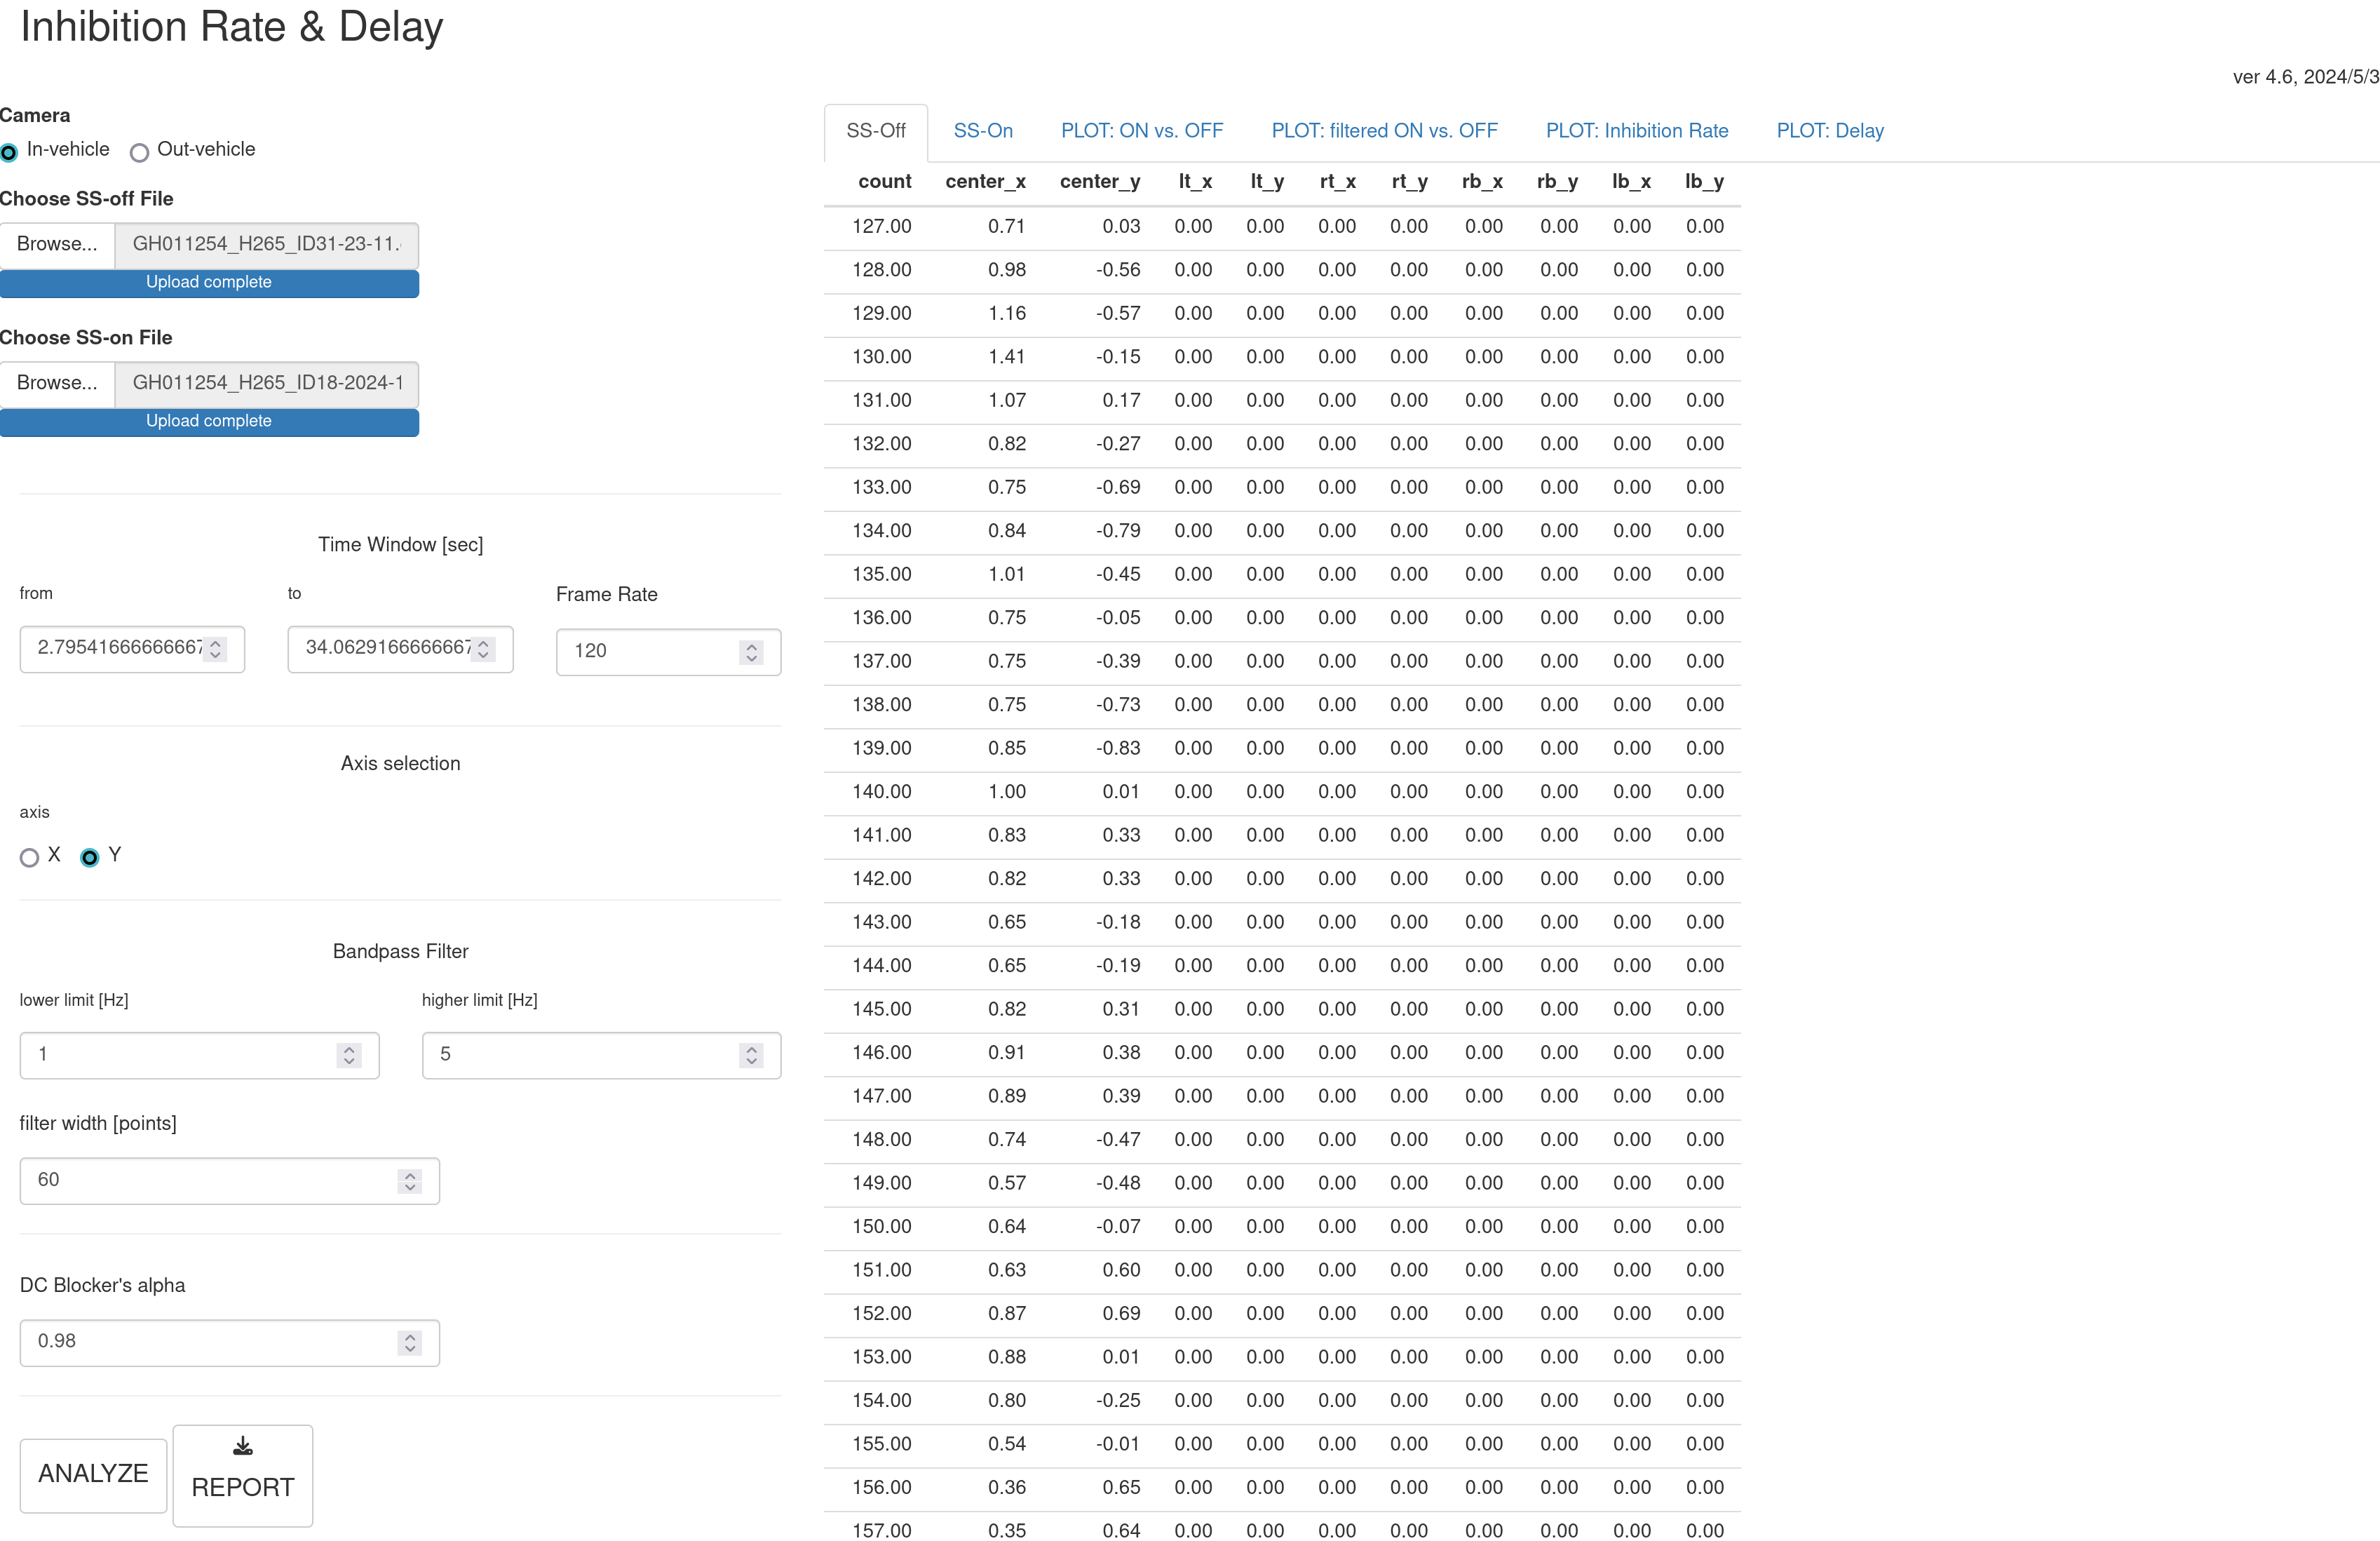 Inhibition Rate & Delay
ver 4.6, 2024/5/3
Camera
In-vehicle Out-vehicle
Choose SS-off File
Browse... GH011254_H265_ID31-23-11.
Upload complete
Choose SS-on File
Browse... GH011254_H265_ID18-2024-1
Upload complete
Time Window [sec]
from to Frame Rate
2.79541666666667 34.0629166666667 120
Axis selection
axis
X Y
Bandpass Filter
lower limit [Hz] higher limit [Hz]
1 5
filter width [points]
60
DC Blocker's alpha
0.98
ANALYZE REPORT
SS-Off SS-On PLOT: ON vs. OFF PLOT: filtered ON vs. OFF PLOT: Inhibition Rate PLOT: Delay
count center_x center_y lt_x lt_y rt_x rt_y rb_x rb_y lb_x lb_y
127.00 0.71 0.03 0.00 0.00 0.00 0.00 0.00 0.00 0.00 0.00
128.00 0.98 -0.56 0.00 0.00 0.00 0.00 0.00 0.00 0.00 0.00
129.00 1.16 -0.57 0.00 0.00 0.00 0.00 0.00 0.00 0.00 0.00
130.00 1.41 -0.15 0.00 0.00 0.00 0.00 0.00 0.00 0.00 0.00
131.00 1.07 0.17 0.00 0.00 0.00 0.00 0.00 0.00 0.00 0.00
132.00 0.82 -0.27 0.00 0.00 0.00 0.00 0.00 0.00 0.00 0.00
133.00 0.75 -0.69 0.00 0.00 0.00 0.00 0.00 0.00 0.00 0.00
134.00 0.84 -0.79 0.00 0.00 0.00 0.00 0.00 0.00 0.00 0.00
135.00 1.01 -0.45 0.00 0.00 0.00 0.00 0.00 0.00 0.00 0.00
136.00 0.75 -0.05 0.00 0.00 0.00 0.00 0.00 0.00 0.00 0.00
137.00 0.75 -0.39 0.00 0.00 0.00 0.00 0.00 0.00 0.00 0.00
138.00 0.75 -0.73 0.00 0.00 0.00 0.00 0.00 0.00 0.00 0.00
139.00 0.85 -0.83 0.00 0.00 0.00 0.00 0.00 0.00 0.00 0.00
140.00 1.00 0.01 0.00 0.00 0.00 0.00 0.00 0.00 0.00 0.00
141.00 0.83 0.33 0.00 0.00 0.00 0.00 0.00 0.00 0.00 0.00
142.00 0.82 0.33 0.00 0.00 0.00 0.00 0.00 0.00 0.00 0.00
143.00 0.65 -0.18 0.00 0.00 0.00 0.00 0.00 0.00 0.00 0.00
144.00 0.65 -0.19 0.00 0.00 0.00 0.00 0.00 0.00 0.00 0.00
145.00 0.82 0.31 0.00 0.00 0.00 0.00 0.00 0.00 0.00 0.00
146.00 0.91 0.38 0.00 0.00 0.00 0.00 0.00 0.00 0.00 0.00
147.00 0.89 0.39 0.00 0.00 0.00 0.00 0.00 0.00 0.00 0.00
148.00 0.74 -0.47 0.00 0.00 0.00 0.00 0.00 0.00 0.00 0.00
149.00 0.57 -0.48 0.00 0.00 0.00 0.00 0.00 0.00 0.00 0.00
150.00 0.64 -0.07 0.00 0.00 0.00 0.00 0.00 0.00 0.00 0.00
151.00 0.63 0.60 0.00 0.00 0.00 0.00 0.00 0.00 0.00 0.00
152.00 0.87 0.69 0.00 0.00 0.00 0.00 0.00 0.00 0.00 0.00
153.00 0.88 0.01 0.00 0.00 0.00 0.00 0.00 0.00 0.00 0.00
154.00 0.80 -0.25 0.00 0.00 0.00 0.00 0.00 0.00 0.00 0.00
155.00 0.54 -0.01 0.00 0.00 0.00 0.00 0.00 0.00 0.00 0.00
156.00 0.36 0.65 0.00 0.00 0.00 0.00 0.00 0.00 0.00 0.00
157.00 0.35 0.64 0.00 0.00 0.00 0.00 0.00 0.00 0.00 0.00